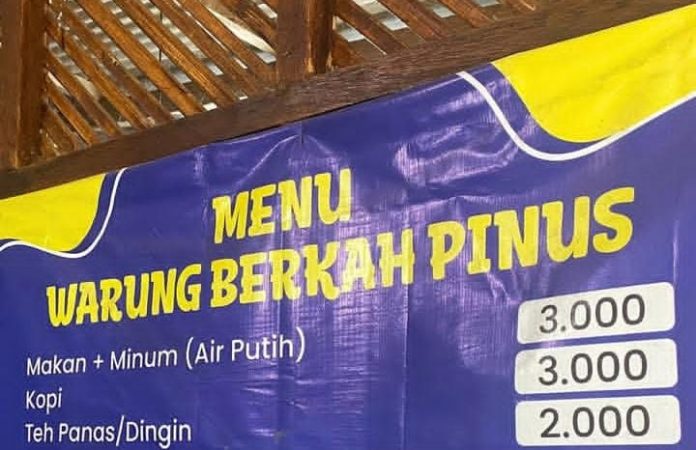 MENU
WARUNG BERKAH PINUS
Makan + Minum (Air Putih) 3.000
Kopi 3.000
Teh Panas/Dingin 2.000